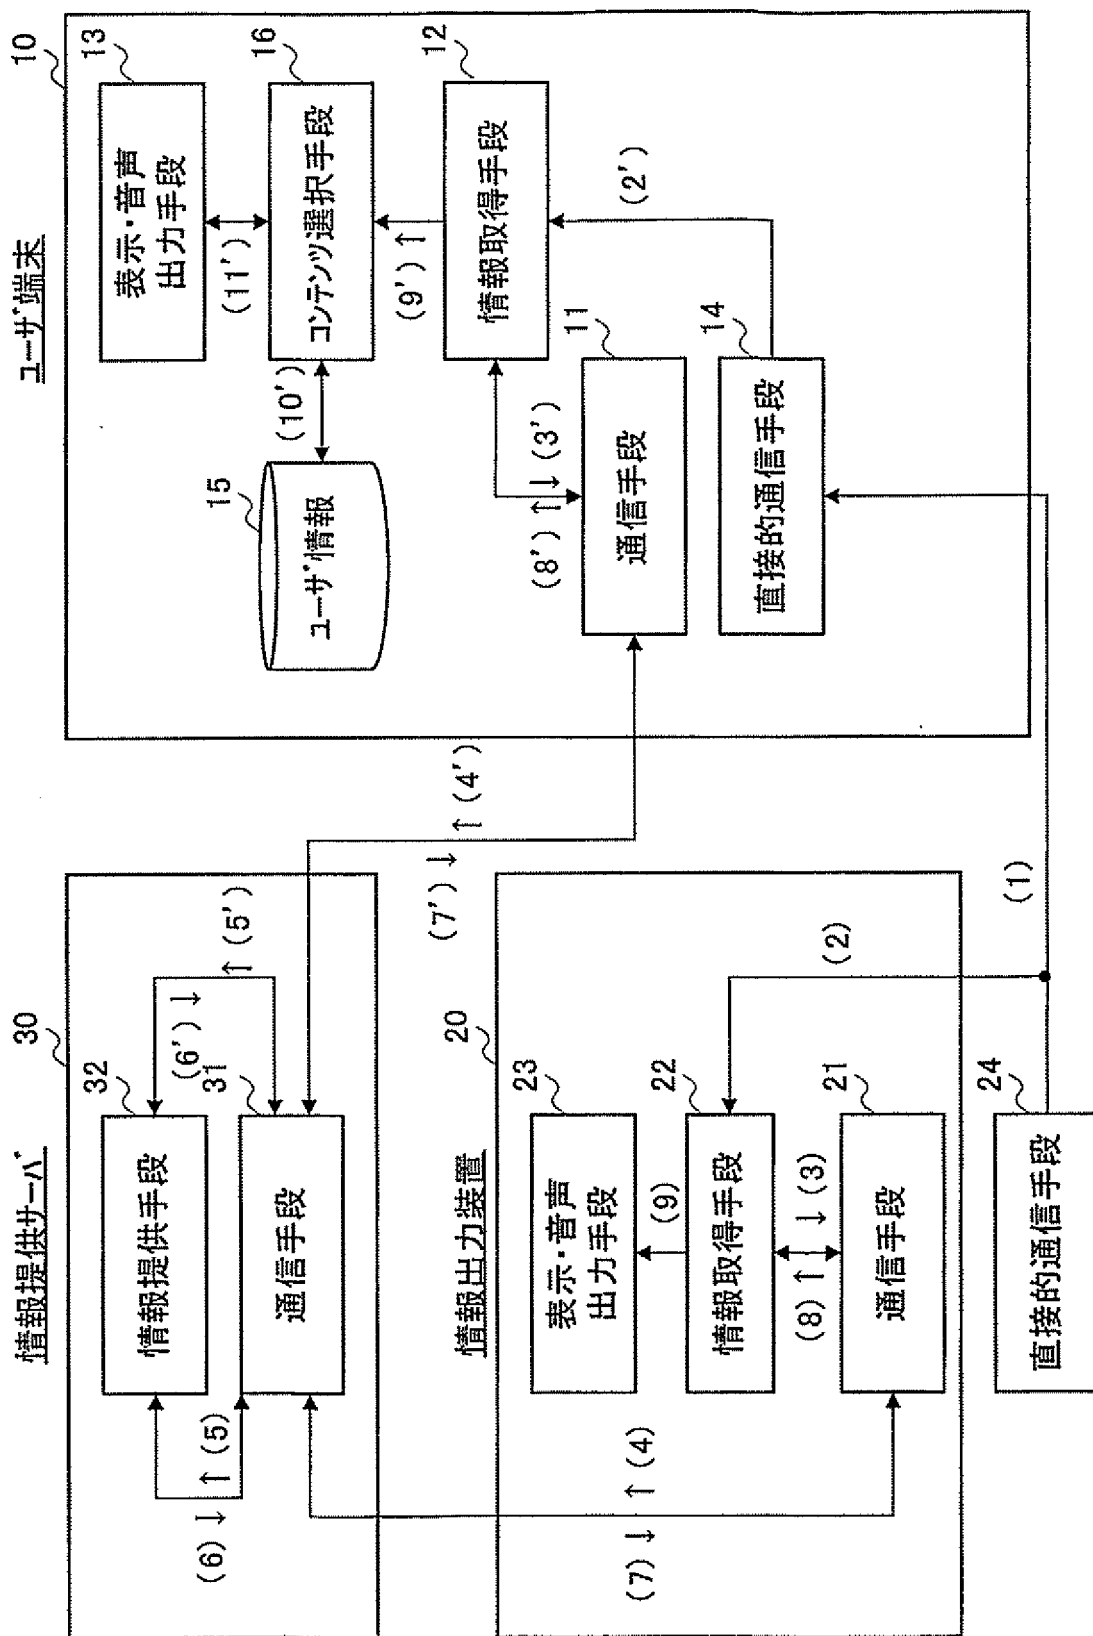 情報提供サーバ
30
情報提供手段
32
(6) ↓ ↑ (5)
(6') ↓ ↑ (5')
通信手段
31
(7) ↓ ↑ (4)
(7') ↓ ↑ (4')
情報出力装置
20
表示・音声
出力手段
23
(9)
情報取得手段
22
(2)
(8) ↑ ↓ (3)
通信手段
21
直接的通信手段
24
(1)
ユーザ端末
10
表示・音声
出力手段
13
(11')
ユーザ情報
15
(10')
コンテンツ選択手段
16
(9') ↑
情報取得手段
12
(8') ↑ ↓ (3')
(2')
通信手段
11
直接的通信手段
14